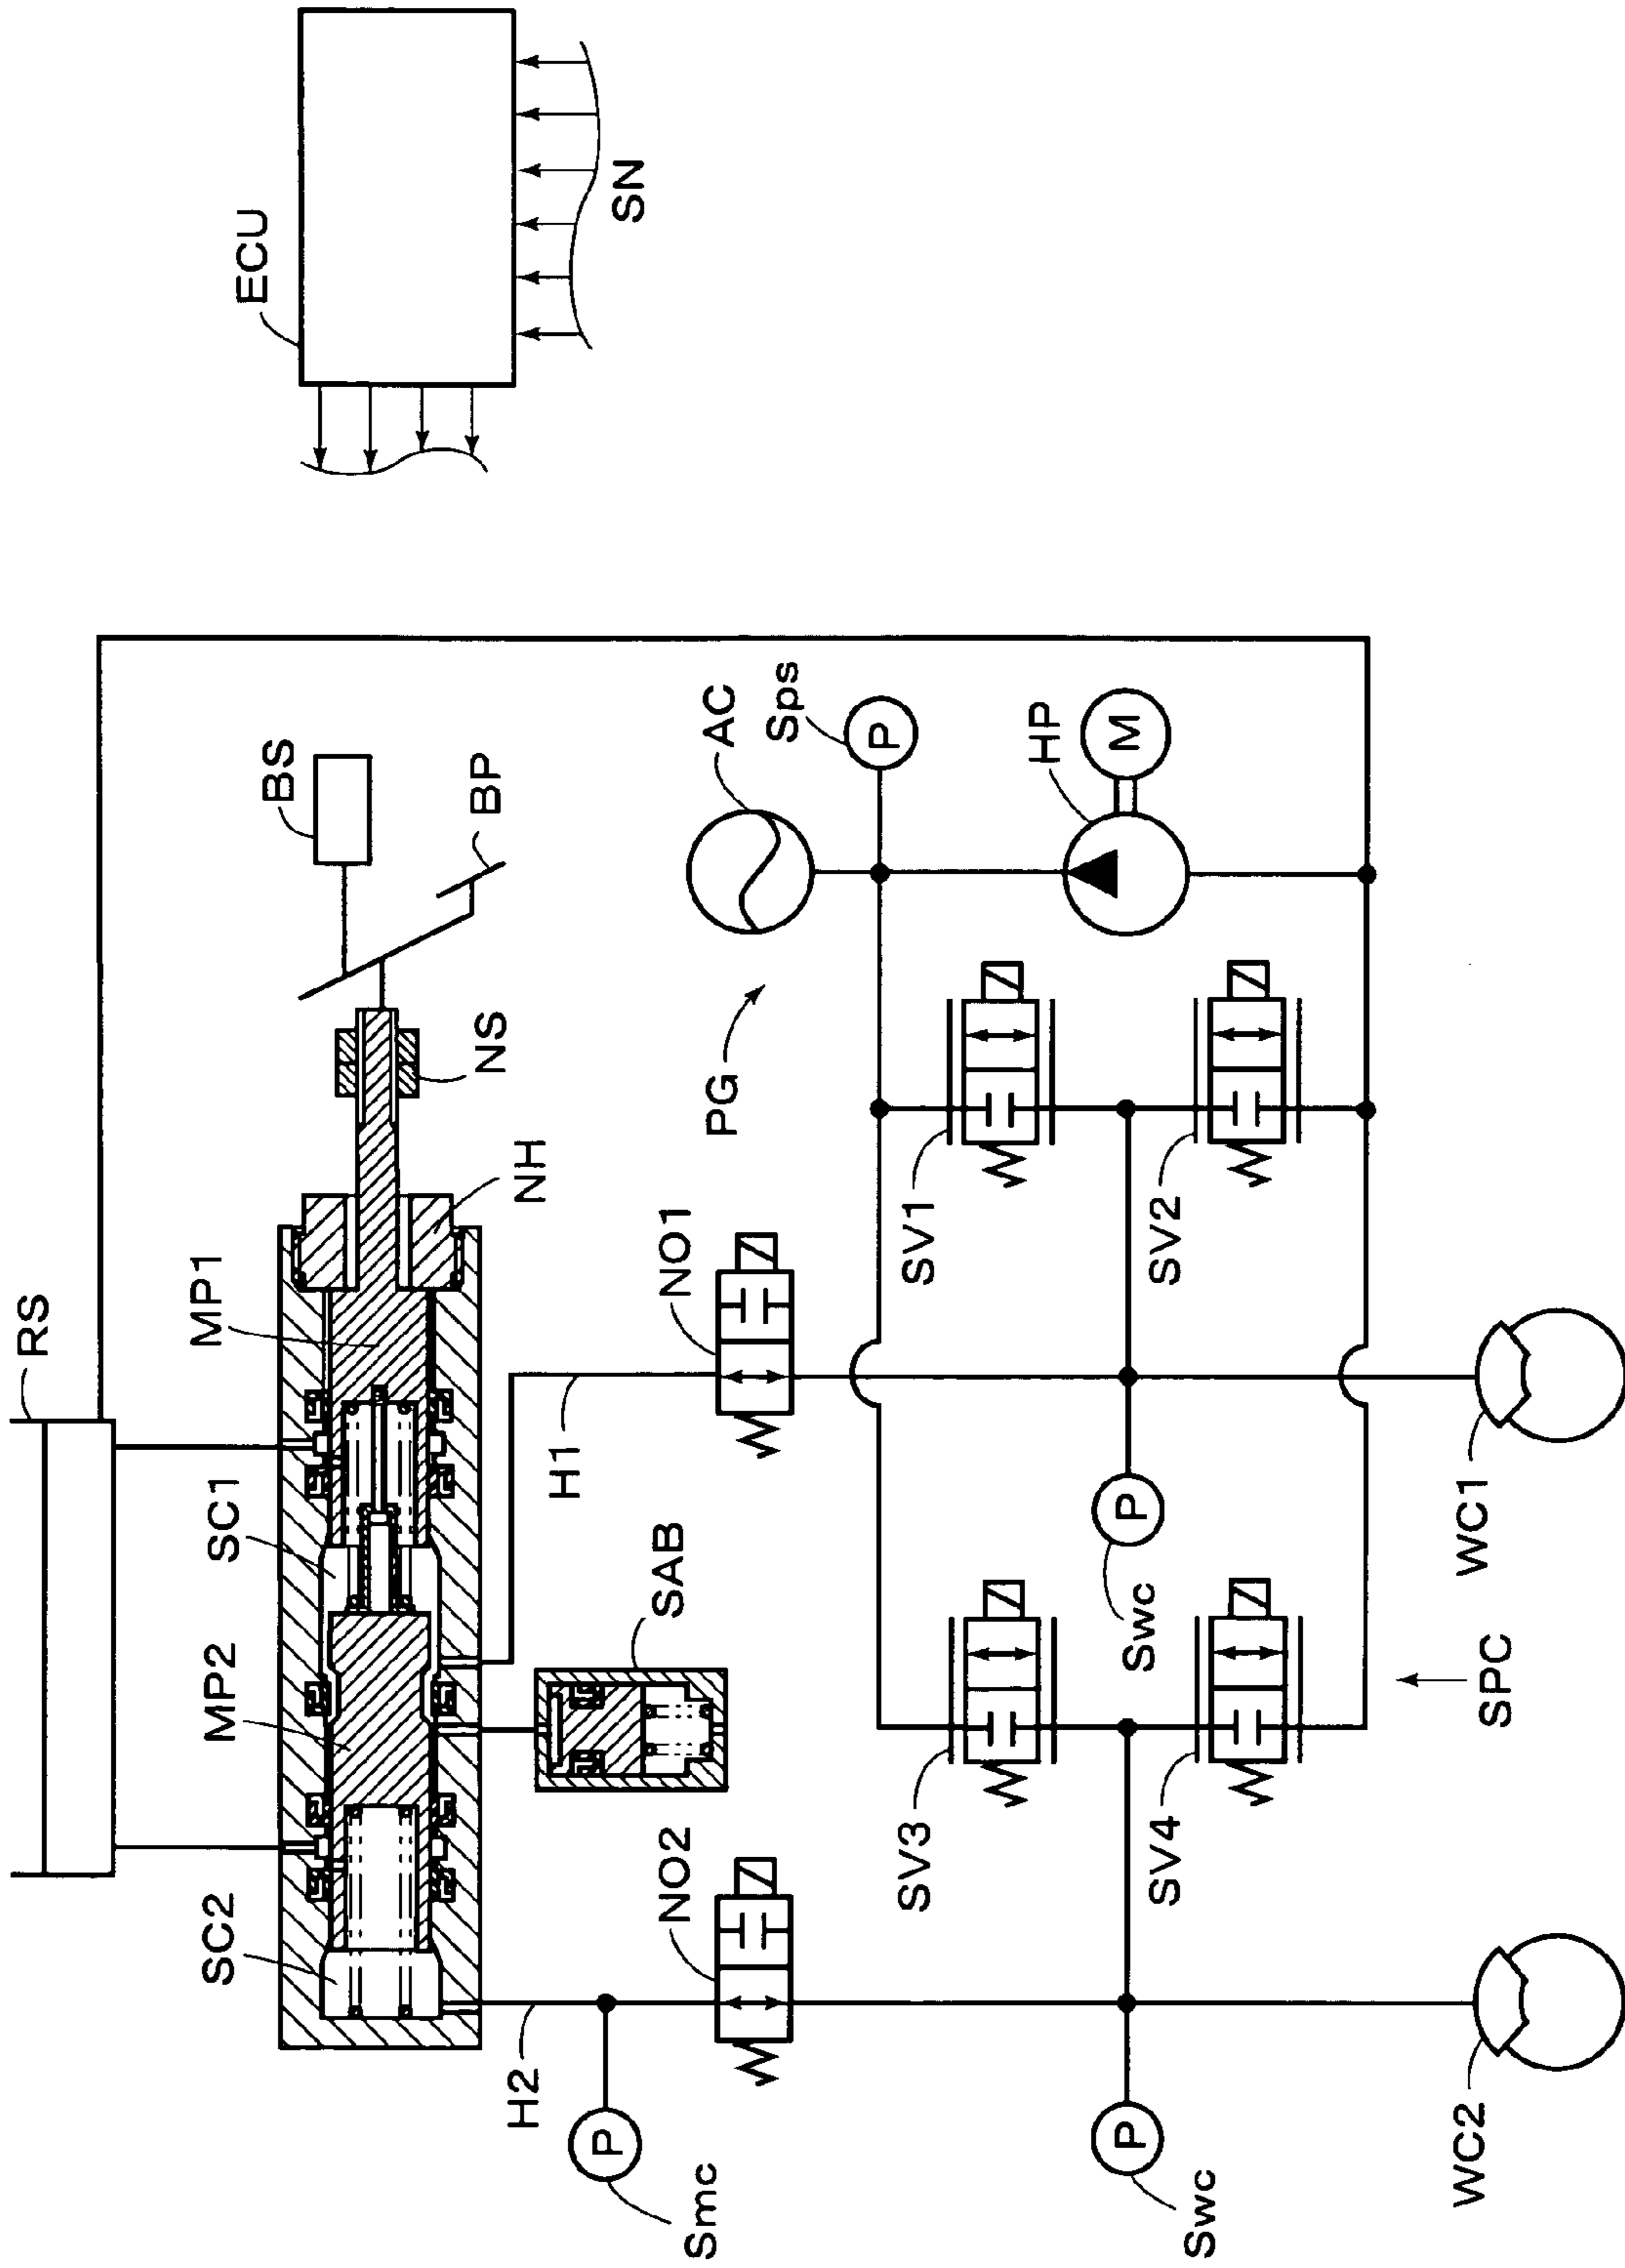 ECU
SN
RS
BS
BP
NS
NH
MP1
SC1
MP2
SC2
SAB
H1
H2
NO1
NO2
P
Smc
PG
AC
Sps
P
HP
M
SV1
SV2
SV3
SV4
P
Swc
P
Swc
SPC
WC1
WC2